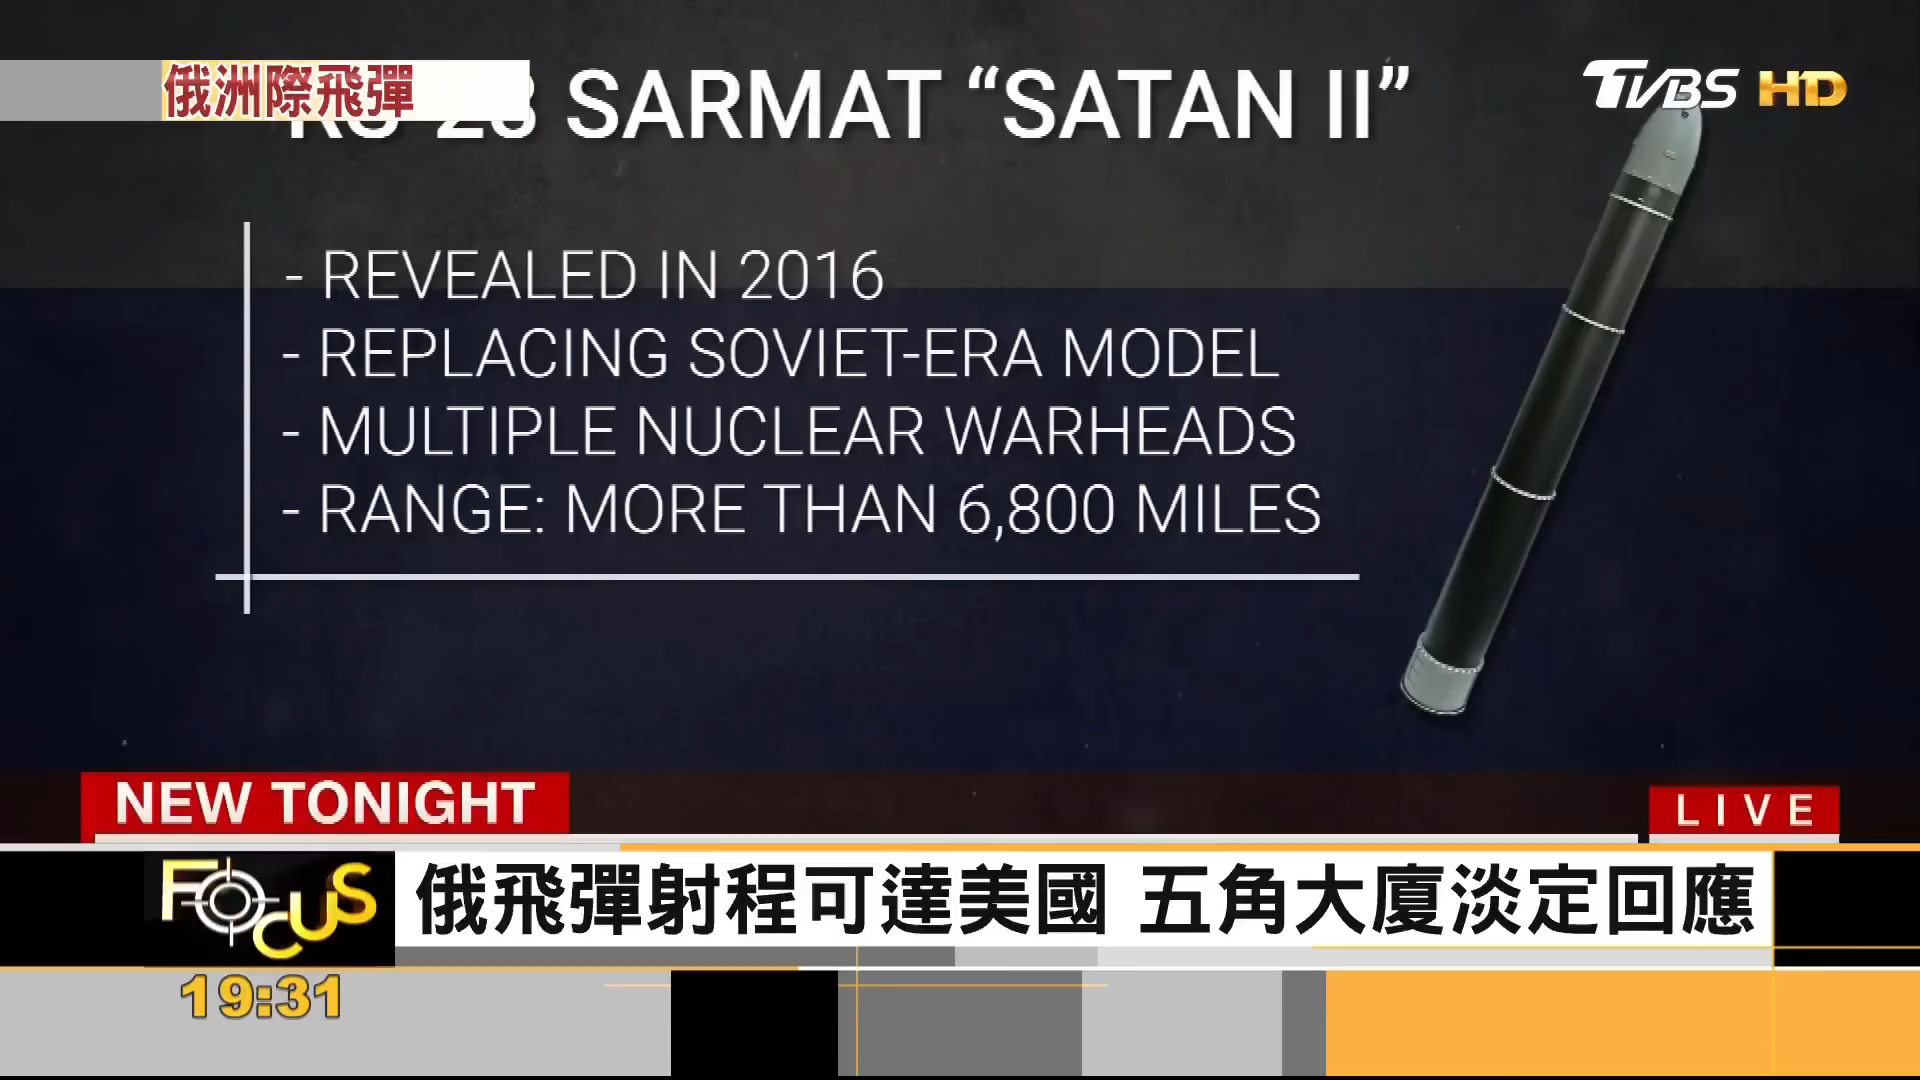 俄洲際飛彈
SARMAT “SATAN II”
TVBS HD
- REVEALED IN 2016
- REPLACING SOVIET-ERA MODEL
- MULTIPLE NUCLEAR WARHEADS
- RANGE: MORE THAN 6,800 MILES
NEW TONIGHT
LIVE
FOCUS
俄飛彈射程可達美國 五角大廈淡定回應
19:31